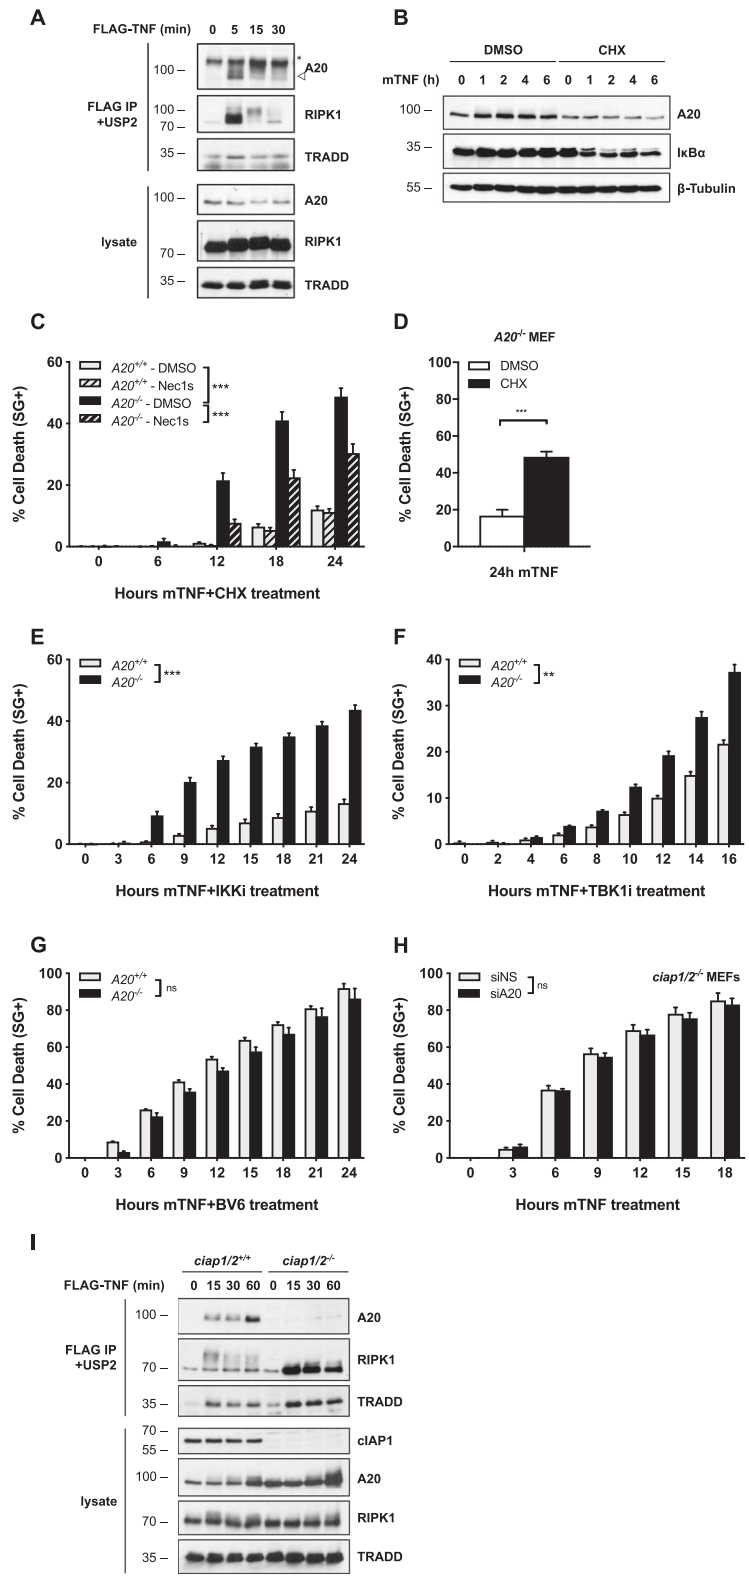 A
FLAG-TNF (min) 0 5 15 30
100
*
A20
FLAG IP +USP2
100
70
RIPK1
35
TRADD
lysate
100
A20
70
RIPK1
35
TRADD
B
DMSO CHX
mTNF (h) 0 1 2 4 6 0 1 2 4 6
100
A20
35
IκBα
55
β-Tubulin
C
% Cell Death (SG+)
60
40
20
0
A20+/+ - DMSO
A20+/+ - Nec1s
A20-/- - DMSO
A20-/- - Nec1s
***
***
0 6 12 18 24
Hours mTNF+CHX treatment
D
A20-/- MEF
% Cell Death (SG+)
100
80
60
40
20
0
DMSO
CHX
***
24h mTNF
E
% Cell Death (SG+)
60
40
20
0
A20+/+
A20-/-
***
0 3 6 9 12 15 18 21 24
Hours mTNF+IKKi treatment
F
% Cell Death (SG+)
40
30
20
10
0
A20+/+
A20-/-
**
0 2 4 6 8 10 12 14 16
Hours mTNF+TBK1i treatment
G
% Cell Death (SG+)
100
80
60
40
20
0
A20+/+
A20-/-
ns
0 3 6 9 12 15 18 21 24
Hours mTNF+BV6 treatment
H
% Cell Death (SG+)
100
80
60
40
20
0
siNS
siA20
ns
ciap1/2-/- MEFs
0 3 6 9 12 15 18
Hours mTNF treatment
I
ciap1/2+/+ ciap1/2-/-
FLAG-TNF (min) 0 15 30 60 0 15 30 60
100
A20
FLAG IP
+USP2
70
RIPK1
35
TRADD
lysate
70
55
cIAP1
100
A20
70
RIPK1
35
TRADD